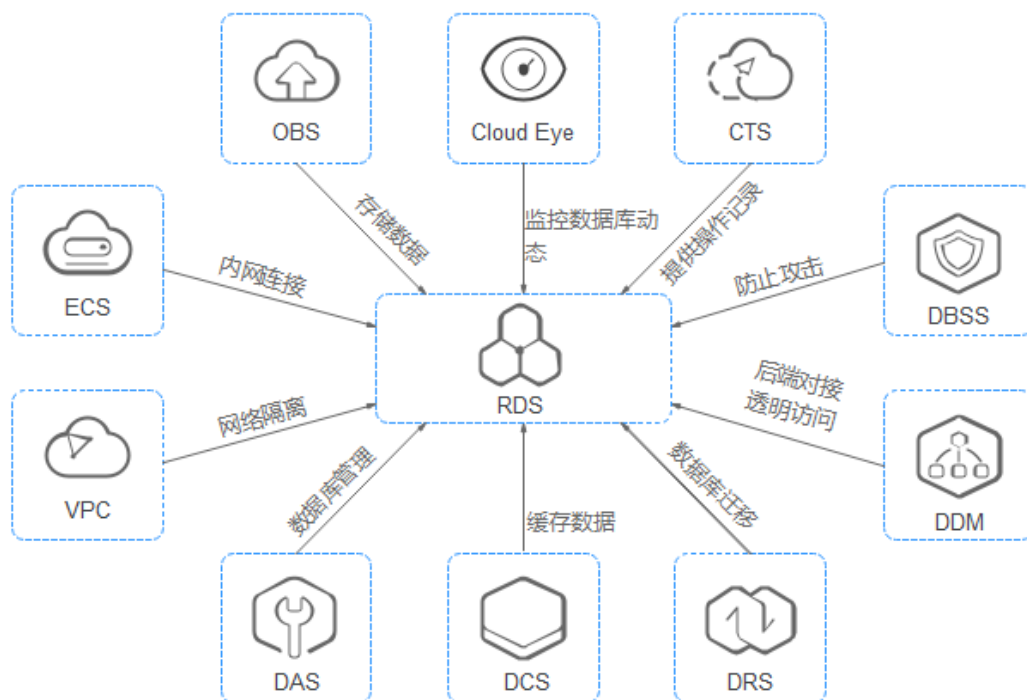 OBS
Cloud Eye
CTS
存储数据
监控数据库动
态
提供操作记录
ECS
内网连接
防止攻击
DBSS
RDS
后端对接
透明访问
VPC
网络隔离
DDM
数据库管理
缓存数据
数据库迁移
DAS
DCS
DRS